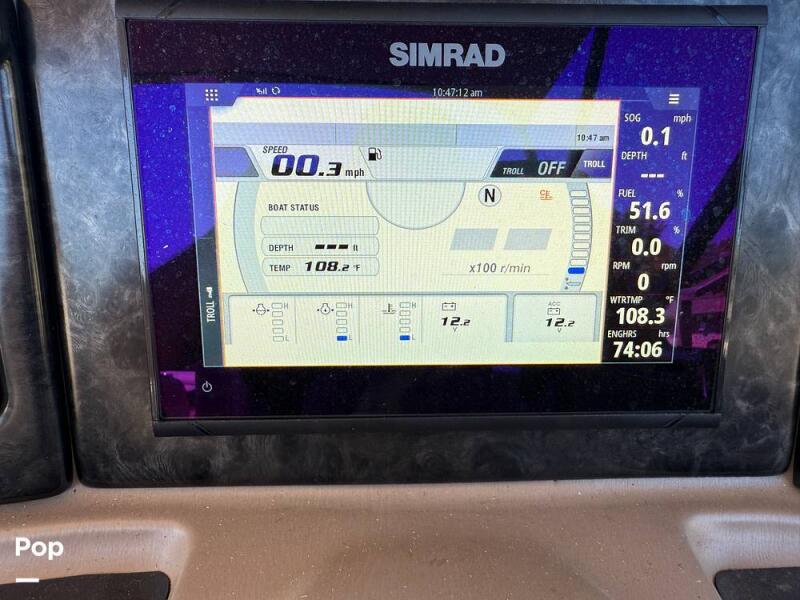 SIMRAD
10:47:12 am
10:47 am
SPEED
00.3 mph
TROLL OFF
TROLL
N
BOAT STATUS
DEPTH --- ft
TEMP 108.2 °F
x100 r/min
TROLL
H
L
H
L
H
L
12.2
V
ACC
12.2
V
SOG mph
0.1
DEPTH ft
---
FUEL %
51.6
TRIM %
0.0
RPM rpm
0
WTRTMP °F
108.3
ENGHRS hrs
74:06
Pop